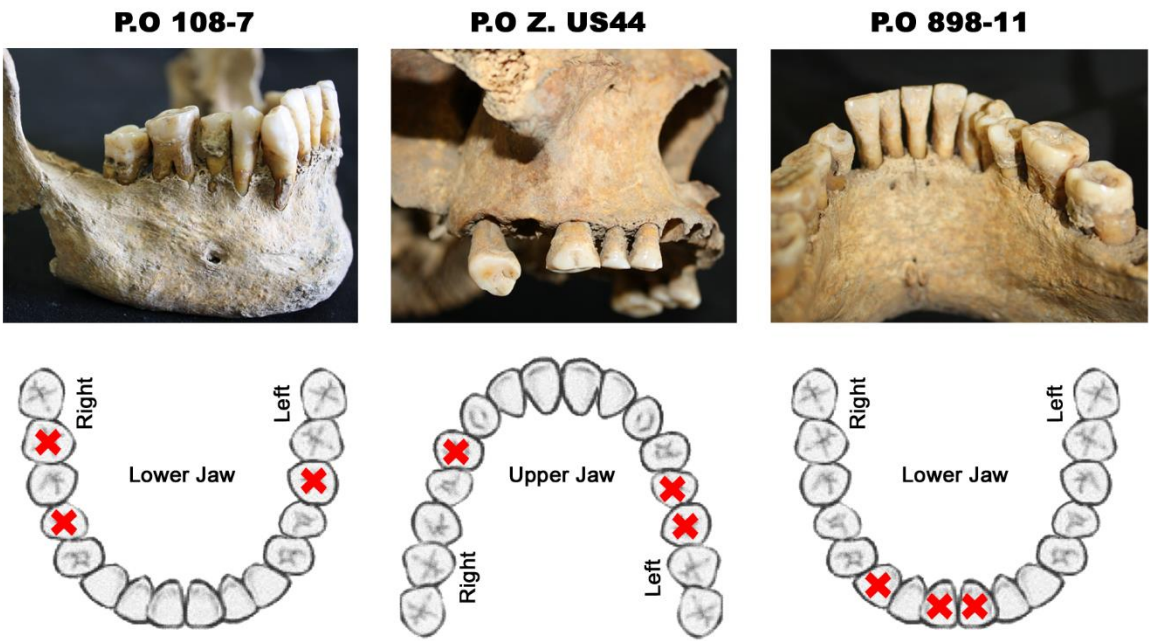 P.O 108-7
P.O Z. US44
P.O 898-11
Right
Left
Lower Jaw
Upper Jaw
Right
Left
Right
Left
Lower Jaw